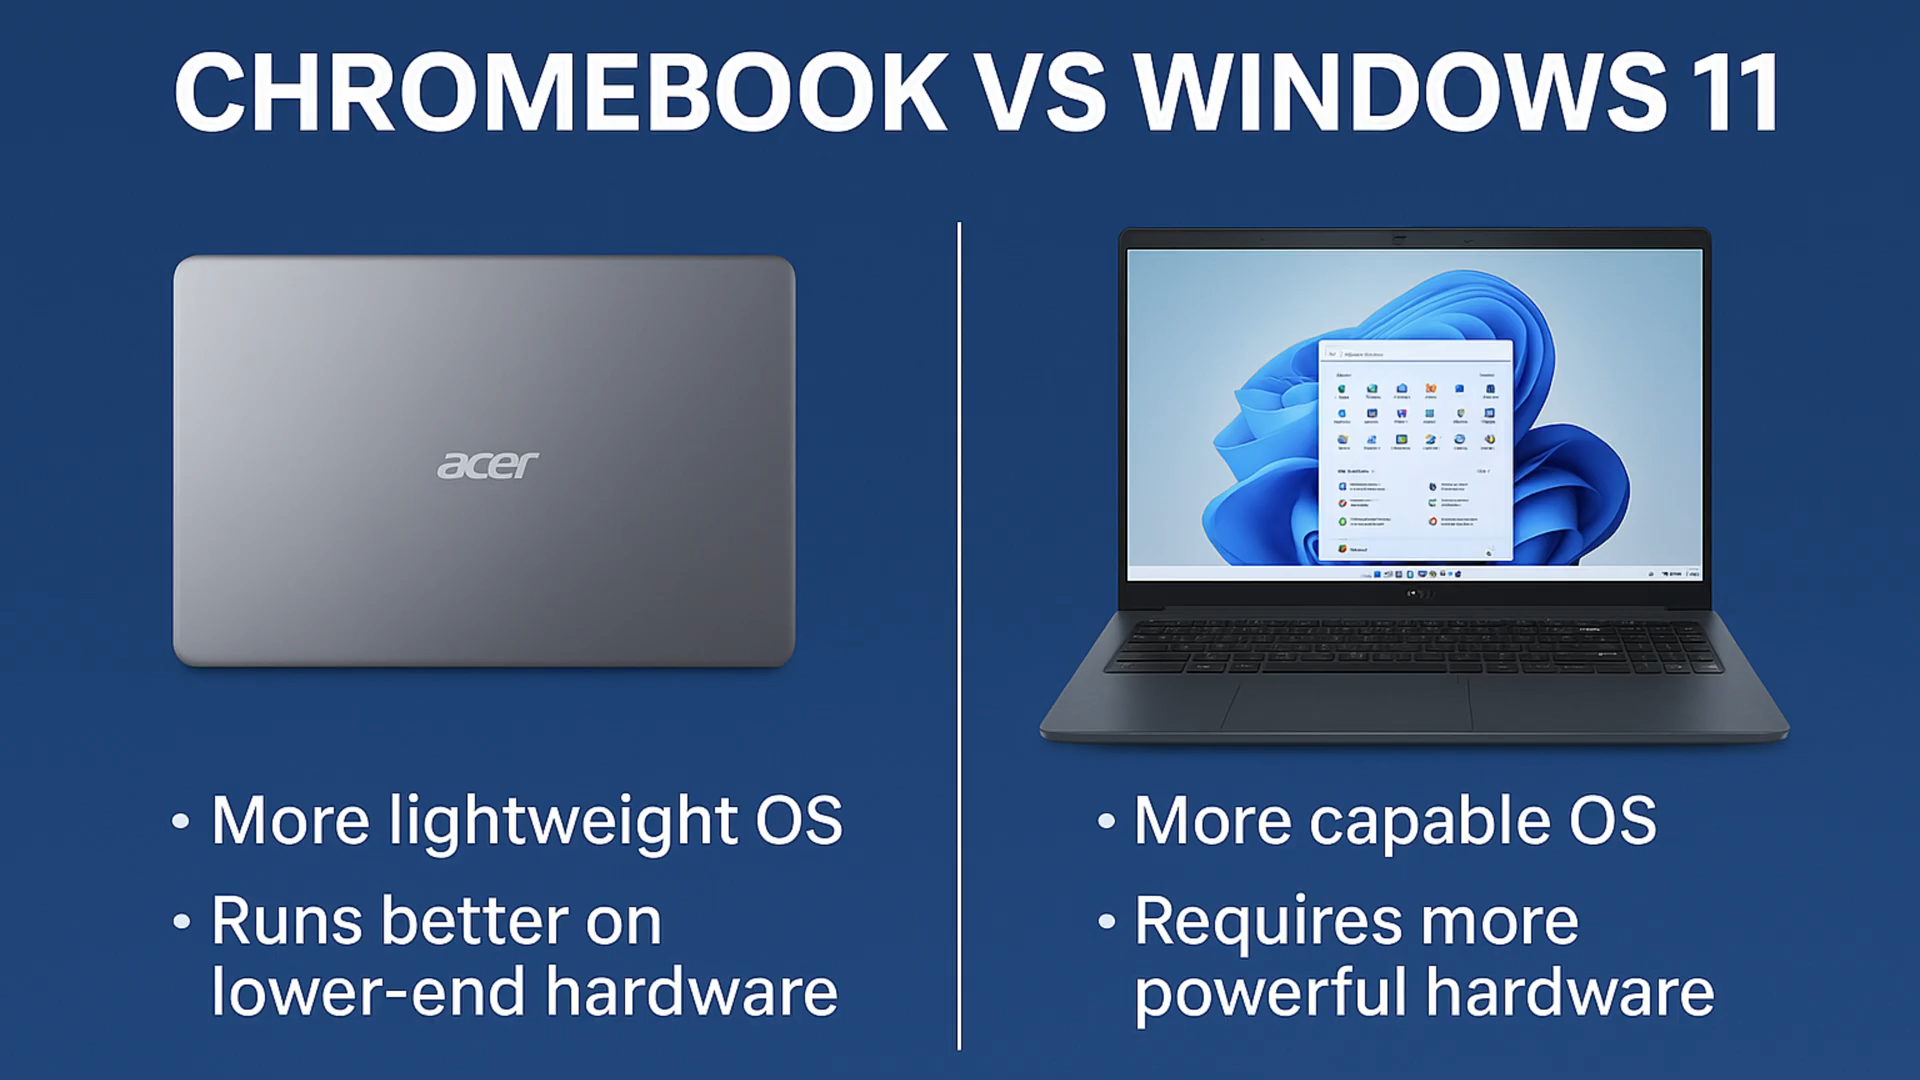 CHROMEBOOK VS WINDOWS 11
acer
• More lightweight OS
• Runs better on
lower-end hardware
• More capable OS
• Requires more
powerful hardware